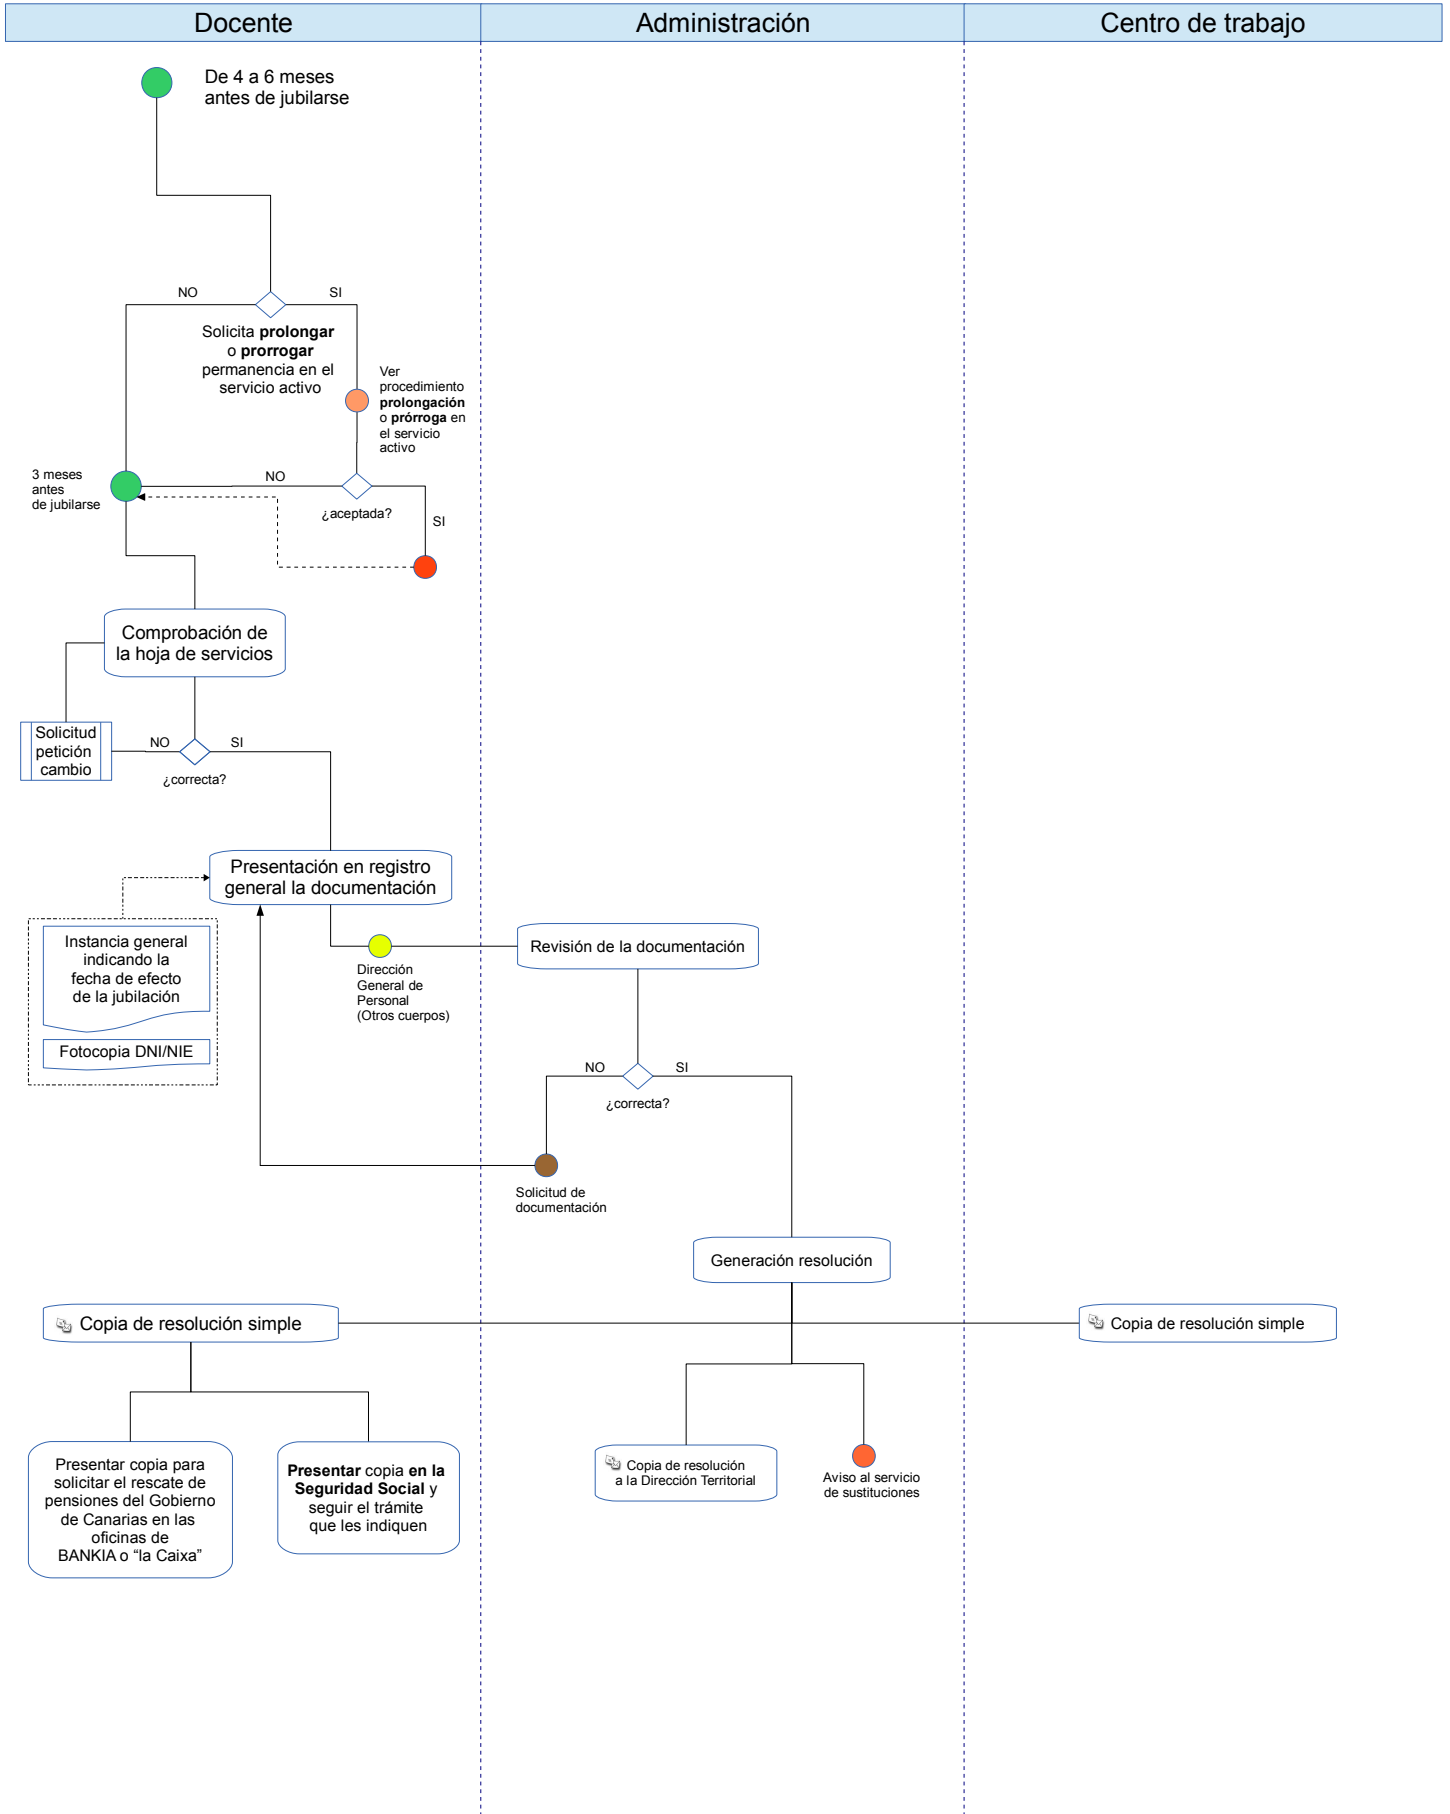 Docente
Administración
Centro de trabajo
De 4 a 6 meses
antes de jubilarse
NO
SI
Solicita prolongar
o prorrogar
permanencia en el
servicio activo
Ver
procedimiento
prolongación
o prórroga en
el servicio
activo
3 meses
antes
de jubilarse
NO
¿aceptada?
SI
Comprobación de
la hoja de servicios
Solicitud
petición
cambio
NO
SI
¿correcta?
Presentación en registro
general la documentación
Instancia general
indicando la
fecha de efecto
de la jubilación
Fotocopia DNI/NIE
Dirección
General de
Personal
(Otros cuerpos)
Revisión de la documentación
NO
SI
¿correcta?
Solicitud de
documentación
Generación resolución
Copia de resolución simple
Copia de resolución simple
Presentar copia para
solicitar el rescate de
pensiones del Gobierno
de Canarias en las
oficinas de
BANKIA o “la Caixa”
Presentar copia en la
Seguridad Social y
seguir el trámite
que les indiquen
Copia de resolución
a la Dirección Territorial
Aviso al servicio
de sustituciones